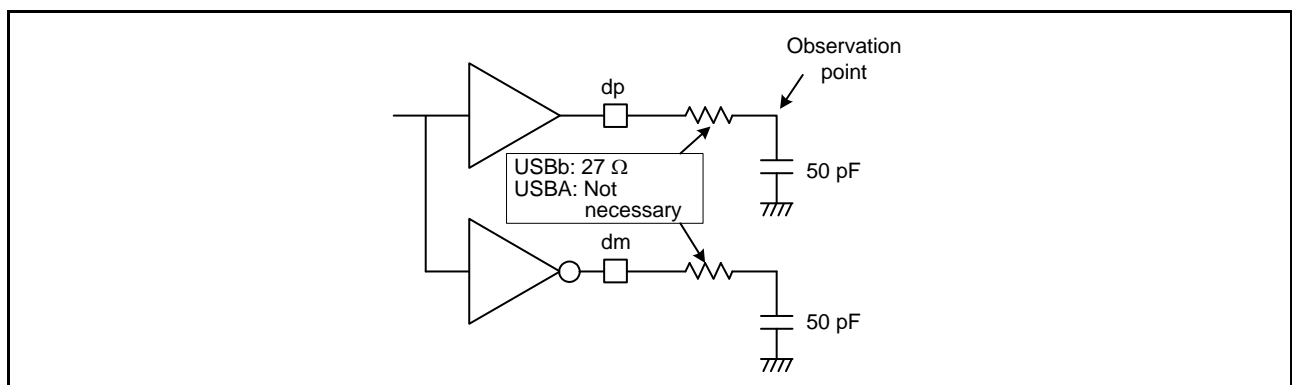 Observation
point
dp
USBb: 27 Ω
USBA: Not
necessary
50 pF
dm
50 pF